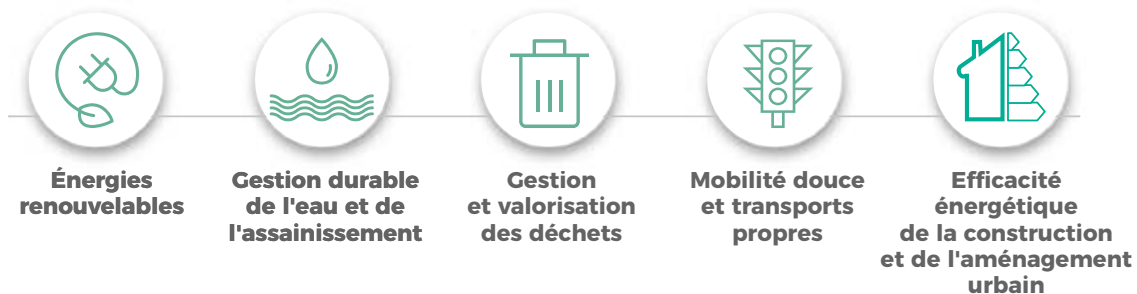 Énergies
renouvelables
Gestion durable
de l'eau et de
l'assainissement
Gestion
et valorisation
des déchets
Mobilité douce
et transports
propres
Efficacité
énergétique
de la construction
et de l'aménagement
urbain